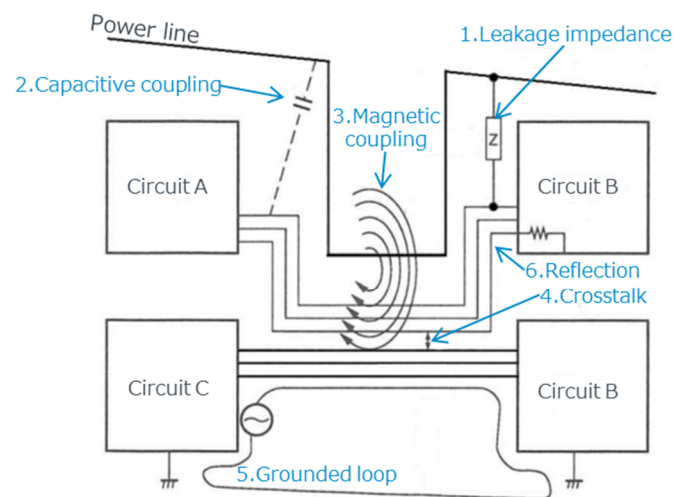 Power line
1.Leakage impedance
2.Capacitive coupling
3.Magnetic
coupling
Z
Circuit A
Circuit B
6.Reflection
4.Crosstalk
Circuit C
Circuit B
5.Grounded loop